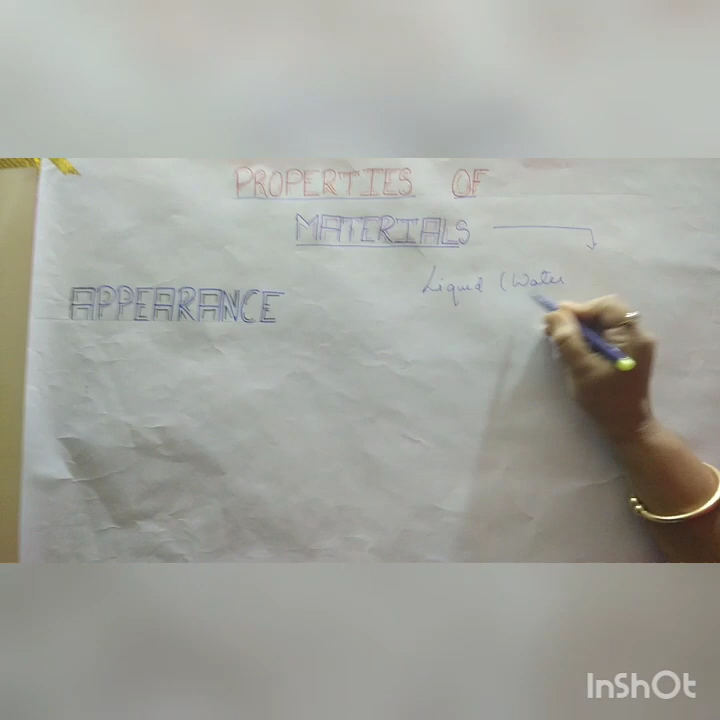 PROPERTIES OF
MATERIALS
Liquid (Water
APPEARANCE
InShOt